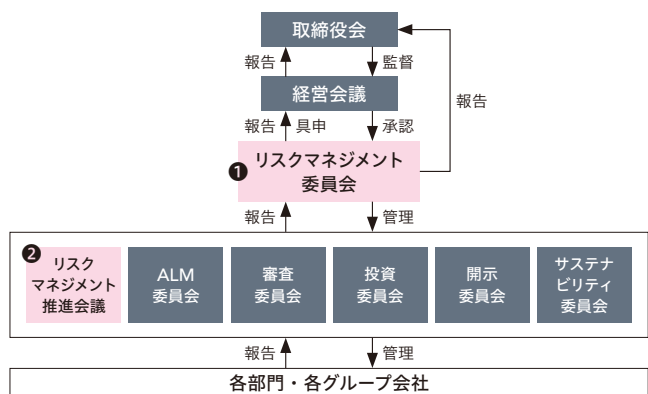 取締役会
報告
監督
経営会議
報告
報告
具申
承認
❶
リスクマネジメント
委員会
報告
管理
❷
リスク
マネジメント
推進会議
ALM
委員会
審査
委員会
投資
委員会
開示
委員会
サステナ
ビリティ
委員会
報告
管理
各部門・各グループ会社